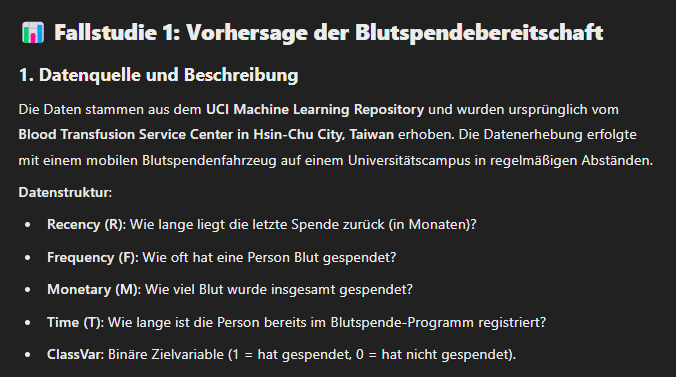 Fallstudie 1: Vorhersage der Blutspendebereitschaft
1. Datenquelle und Beschreibung
Die Daten stammen aus dem UCI Machine Learning Repository und wurden ursprünglich vom
Blood Transfusion Service Center in Hsin-Chu City, Taiwan erhoben. Die Datenerhebung erfolgte
mit einem mobilen Blutspendenfahrzeug auf einem Universitätscampus in regelmäßigen Abständen.
Datenstruktur:
• Recency (R): Wie lange liegt die letzte Spende zurück (in Monaten)?
• Frequency (F): Wie oft hat eine Person Blut gespendet?
• Monetary (M): Wie viel Blut wurde insgesamt gespendet?
• Time (T): Wie lange ist die Person bereits im Blutspende-Programm registriert?
• ClassVar: Binäre Zielvariable (1 = hat gespendet, 0 = hat nicht gespendet).